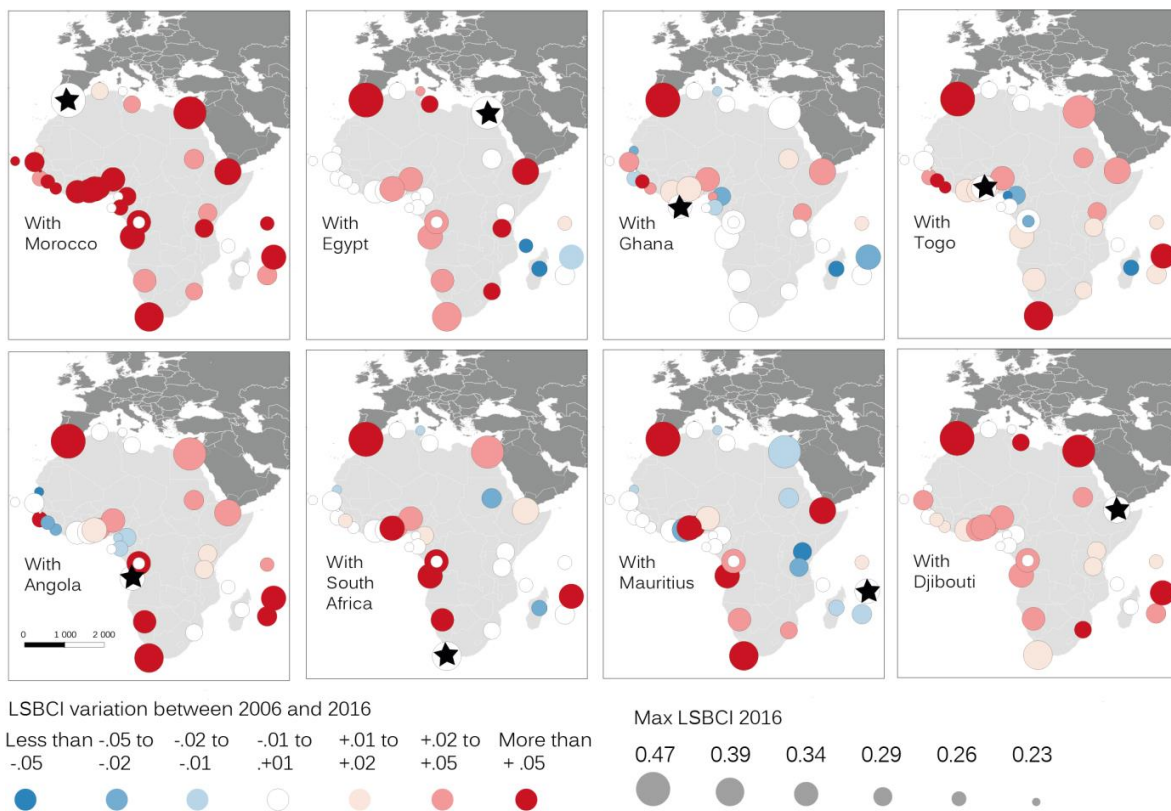 With
Morocco
With
Egypt
With
Ghana
With
Togo
With
Angola
0 1 000 2 000
With
South
Africa
With
Mauritius
With
Djibouti
LSBCI variation between 2006 and 2016
Less than -.05 to -.02 to -.01 to +.01 to +.02 to More than
-.05 -.02 -.01 .+01 +.02 +.05 + .05
Max LSBCI 2016
0.47 0.39 0.34 0.29 0.26 0.23